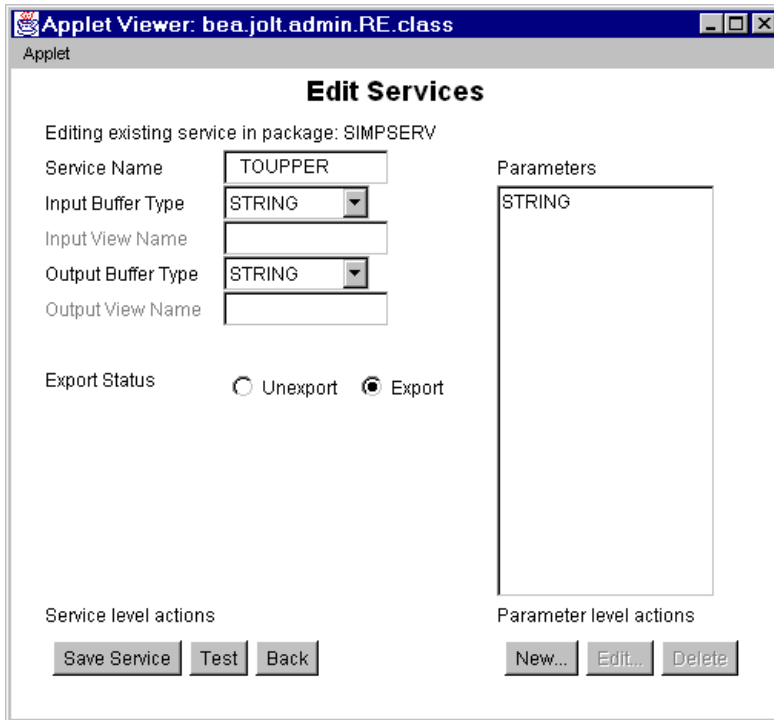 Applet Viewer: bea.jolt.admin.RE.class
Applet
Edit Services
Editing existing service in package: SIMPSERV
Service Name TOUPPER
Parameters
Input Buffer Type STRING
STRING
Input View Name
Output Buffer Type STRING
Output View Name
Export Status Unexport Export
Service level actions
Parameter level actions
Save Service Test Back
New... Edit... Delete